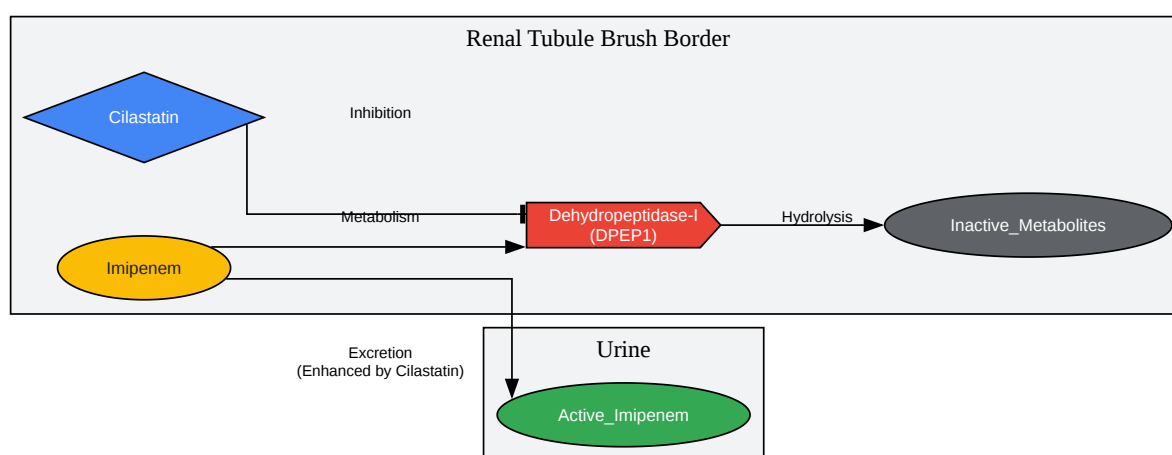 Renal Tubule Brush Border
Cilastatin
Inhibition
Metabolism
Dehydropeptidase-I
(DPEP1)
Hydrolysis
Inactive_Metabolites
Imipenem
Excretion
(Enhanced by Cilastatin)
Urine
Active_Imipenem